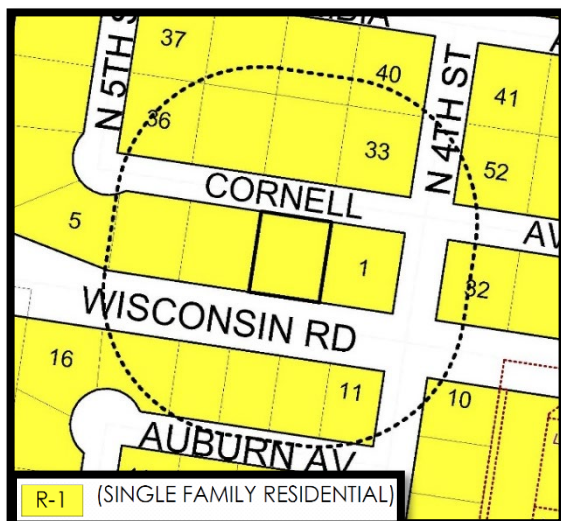 37
40
N 5TH
36
33
N 4TH ST
41
52
CORNELL
AV
5
1
32
WISCONSIN RD
16
11
10
AUBURN AV
R-1 (SINGLE FAMILY RESIDENTIAL)